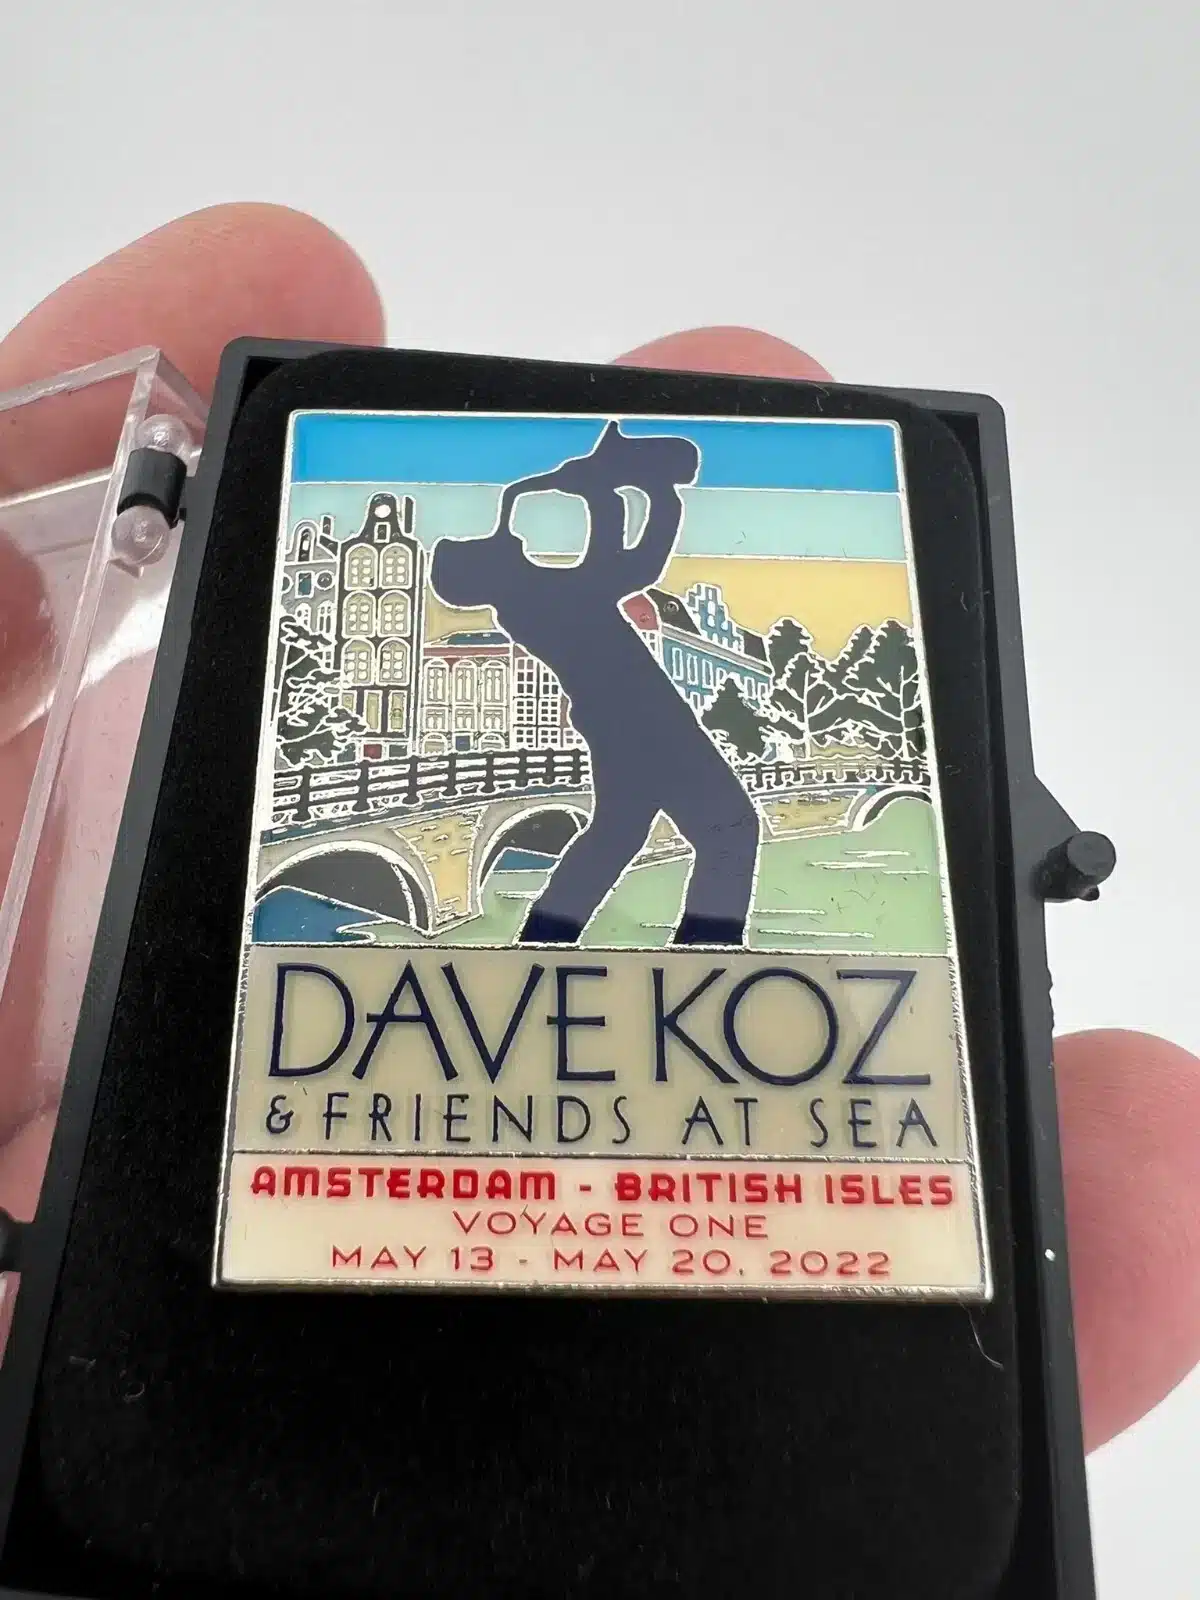 DAVE KOZ
& FRIENDS AT SEA
AMSTERDAM - BRITISH ISLES
VOYAGE ONE
MAY 13 - MAY 20, 2022